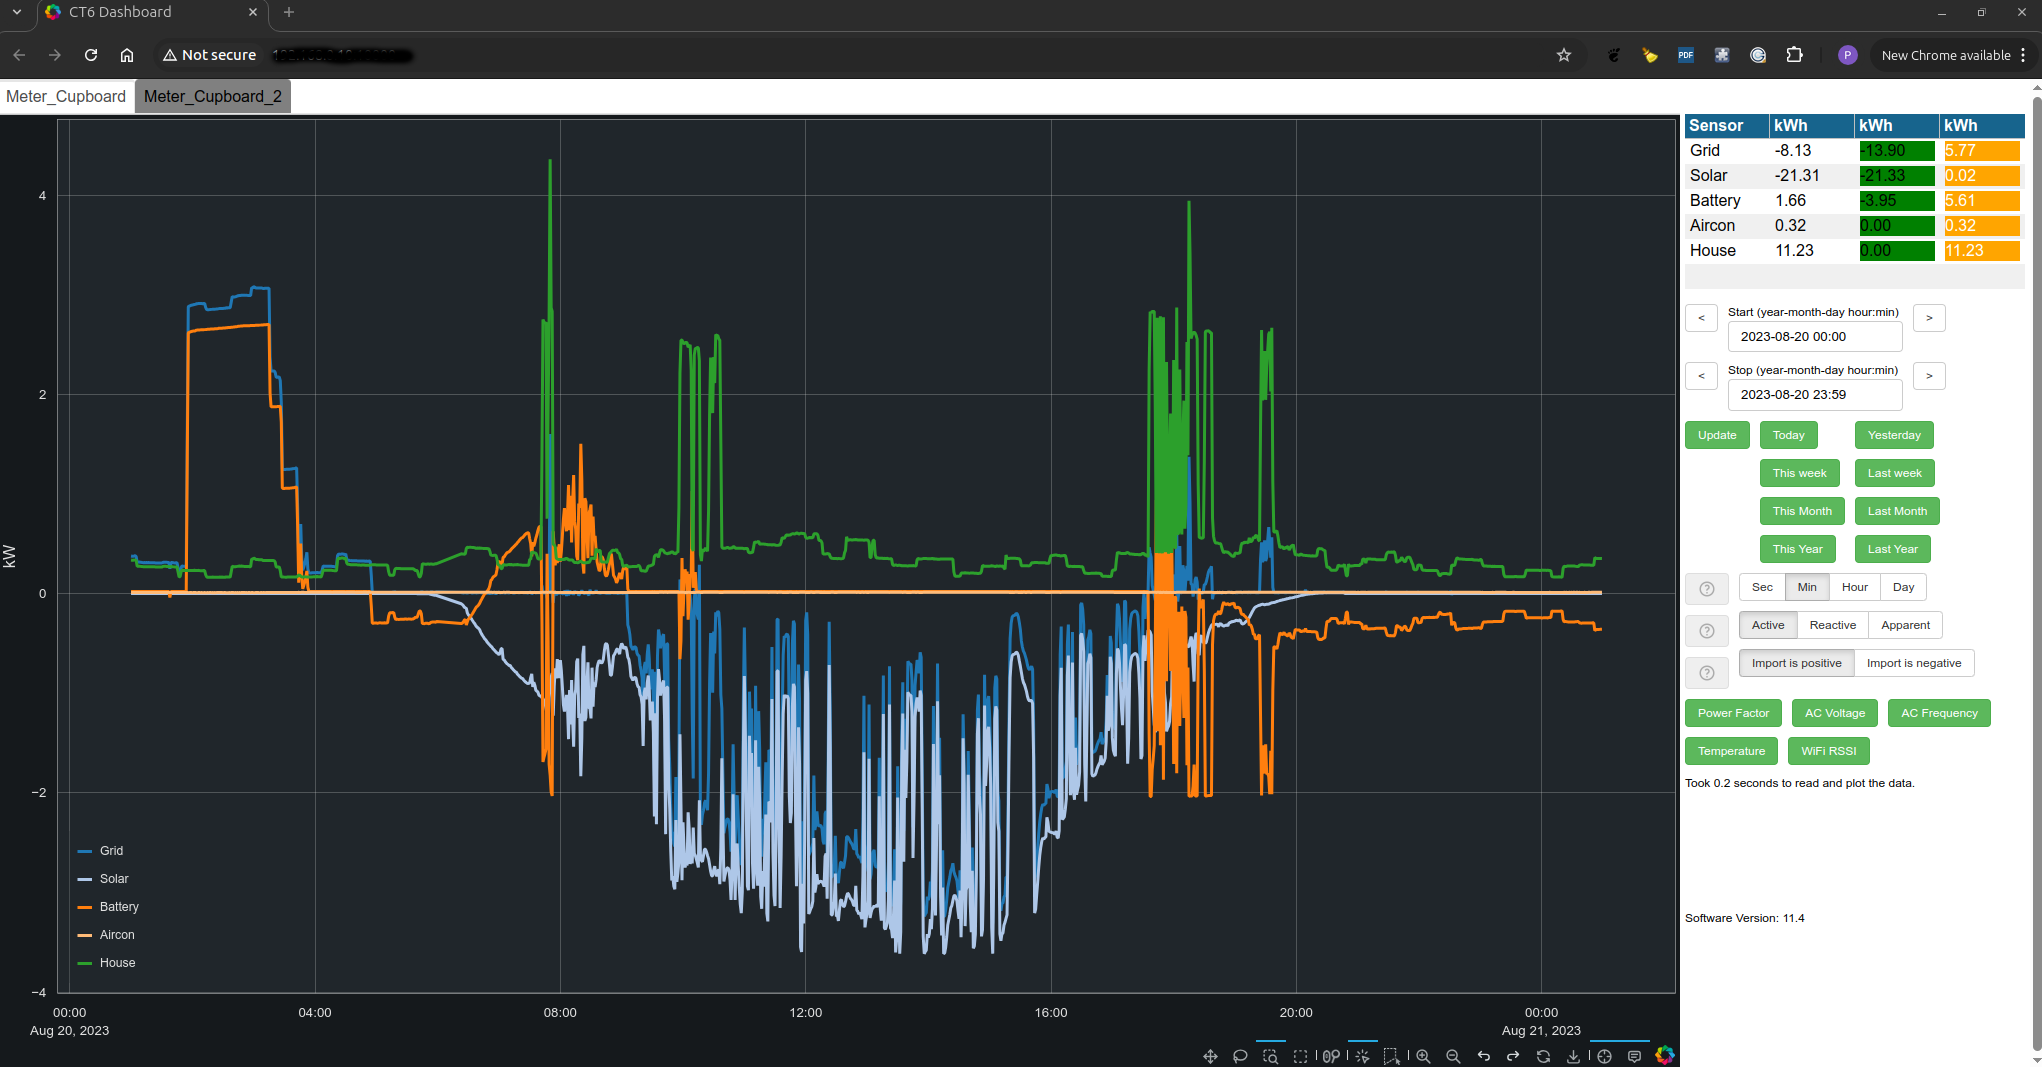 CT6 Dashboard
Not secure
PDF
P
New Chrome available
Meter_Cupboard Meter_Cupboard_2
Sensor kWh kWh kWh
Grid -8.13 -13.90 5.77
Solar -21.31 -21.33 0.02
Battery 1.66 -3.95 5.61
Aircon 0.32 0.00 0.32
House 11.23 0.00 11.23
< Start (year-month-day hour:min) >
2023-08-20 00:00
< Stop (year-month-day hour:min) >
2023-08-20 23:59
Update Today Yesterday
This week Last week
This Month Last Month
This Year Last Year
? Sec Min Hour Day
? Active Reactive Apparent
? Import is positive Import is negative
Power Factor AC Voltage AC Frequency
Temperature WiFi RSSI
Took 0.2 seconds to read and plot the data.
Software Version: 11.4
kW
4
2
0
−2
−4
Grid
Solar
Battery
Aircon
House
00:00 04:00 08:00 12:00 16:00 20:00 00:00
Aug 20, 2023 Aug 21, 2023